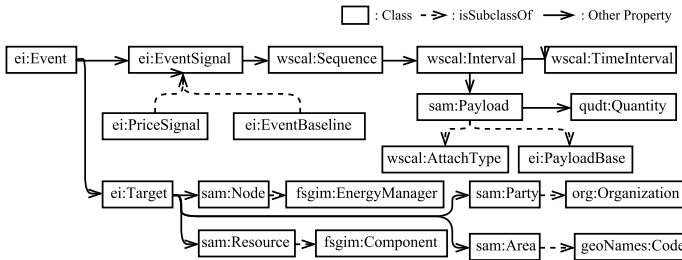 : Class : isSubclassOf : Other Property
ei:Event ei:EventSignal wscal:Sequence wscal:Interval wscal:TimeInterval
sam:Payload qudt:Quantity
ei:PriceSignal ei:EventBaseline
wscal:AttachType ei:PayloadBase
ei:Target sam:Node fsgim:EnergyManager sam:Party org:Organization
sam:Resource fsgim:Component sam:Area geoNames:Code